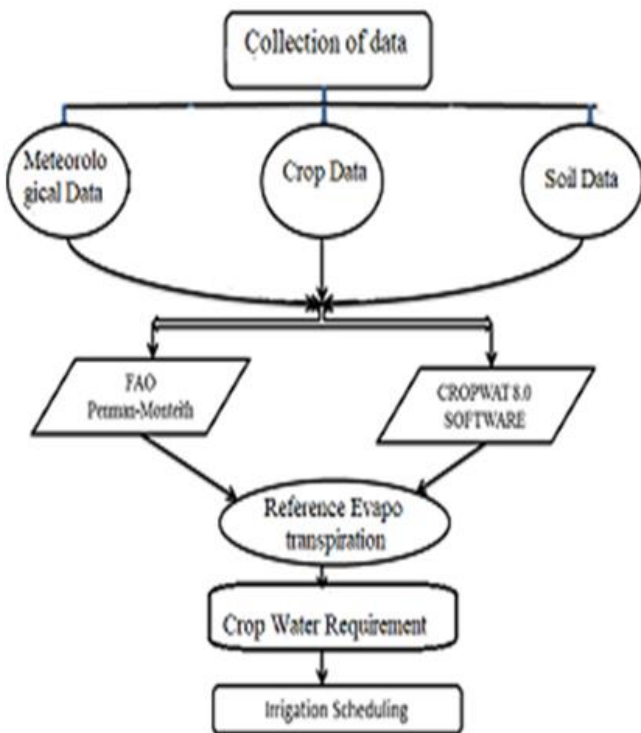 Collection of data
Meteorolo
gical Data
Crop Data
Soil Data
FAO
Penman-Monteith
CROPWAT 8.0
SOFTWARE
Reference Evapo
transpiration
Crop Water Requirement
Irrigation Scheduling